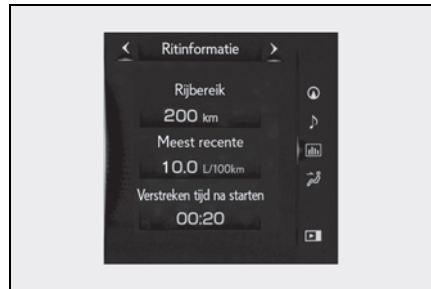 Ritinformatie
Rijbereik
200 km
Meest recente
10.0 L/100km
Verstreken tijd na starten
00:20